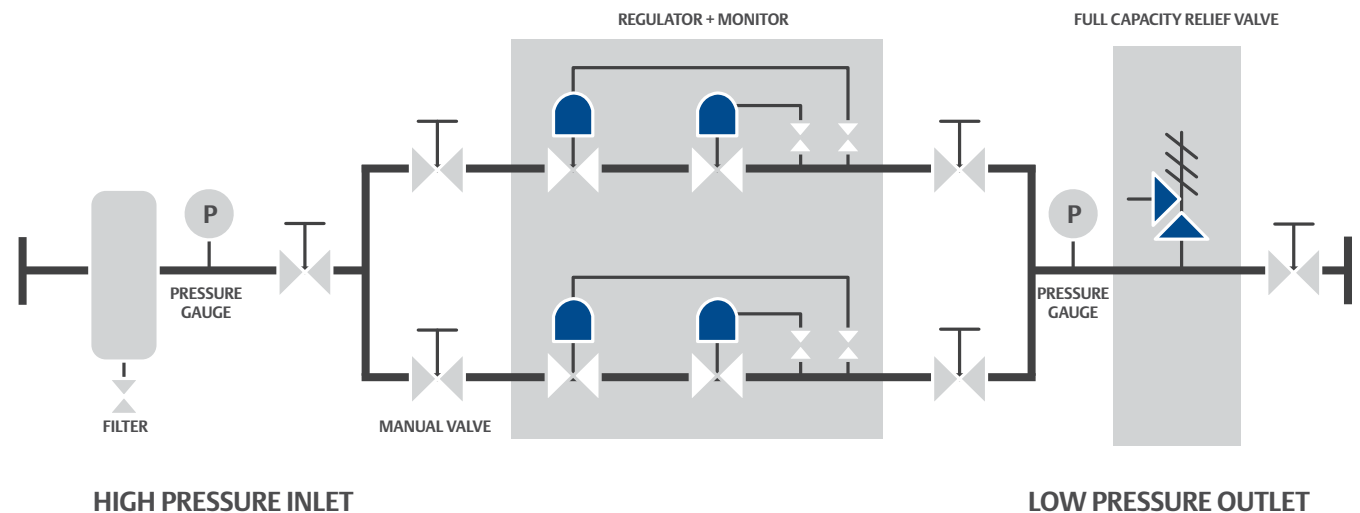 REGULATOR + MONITOR
FULL CAPACITY RELIEF VALVE
P
P
PRESSURE
GAUGE
PRESSURE
GAUGE
FILTER
MANUAL VALVE
HIGH PRESSURE INLET
LOW PRESSURE OUTLET